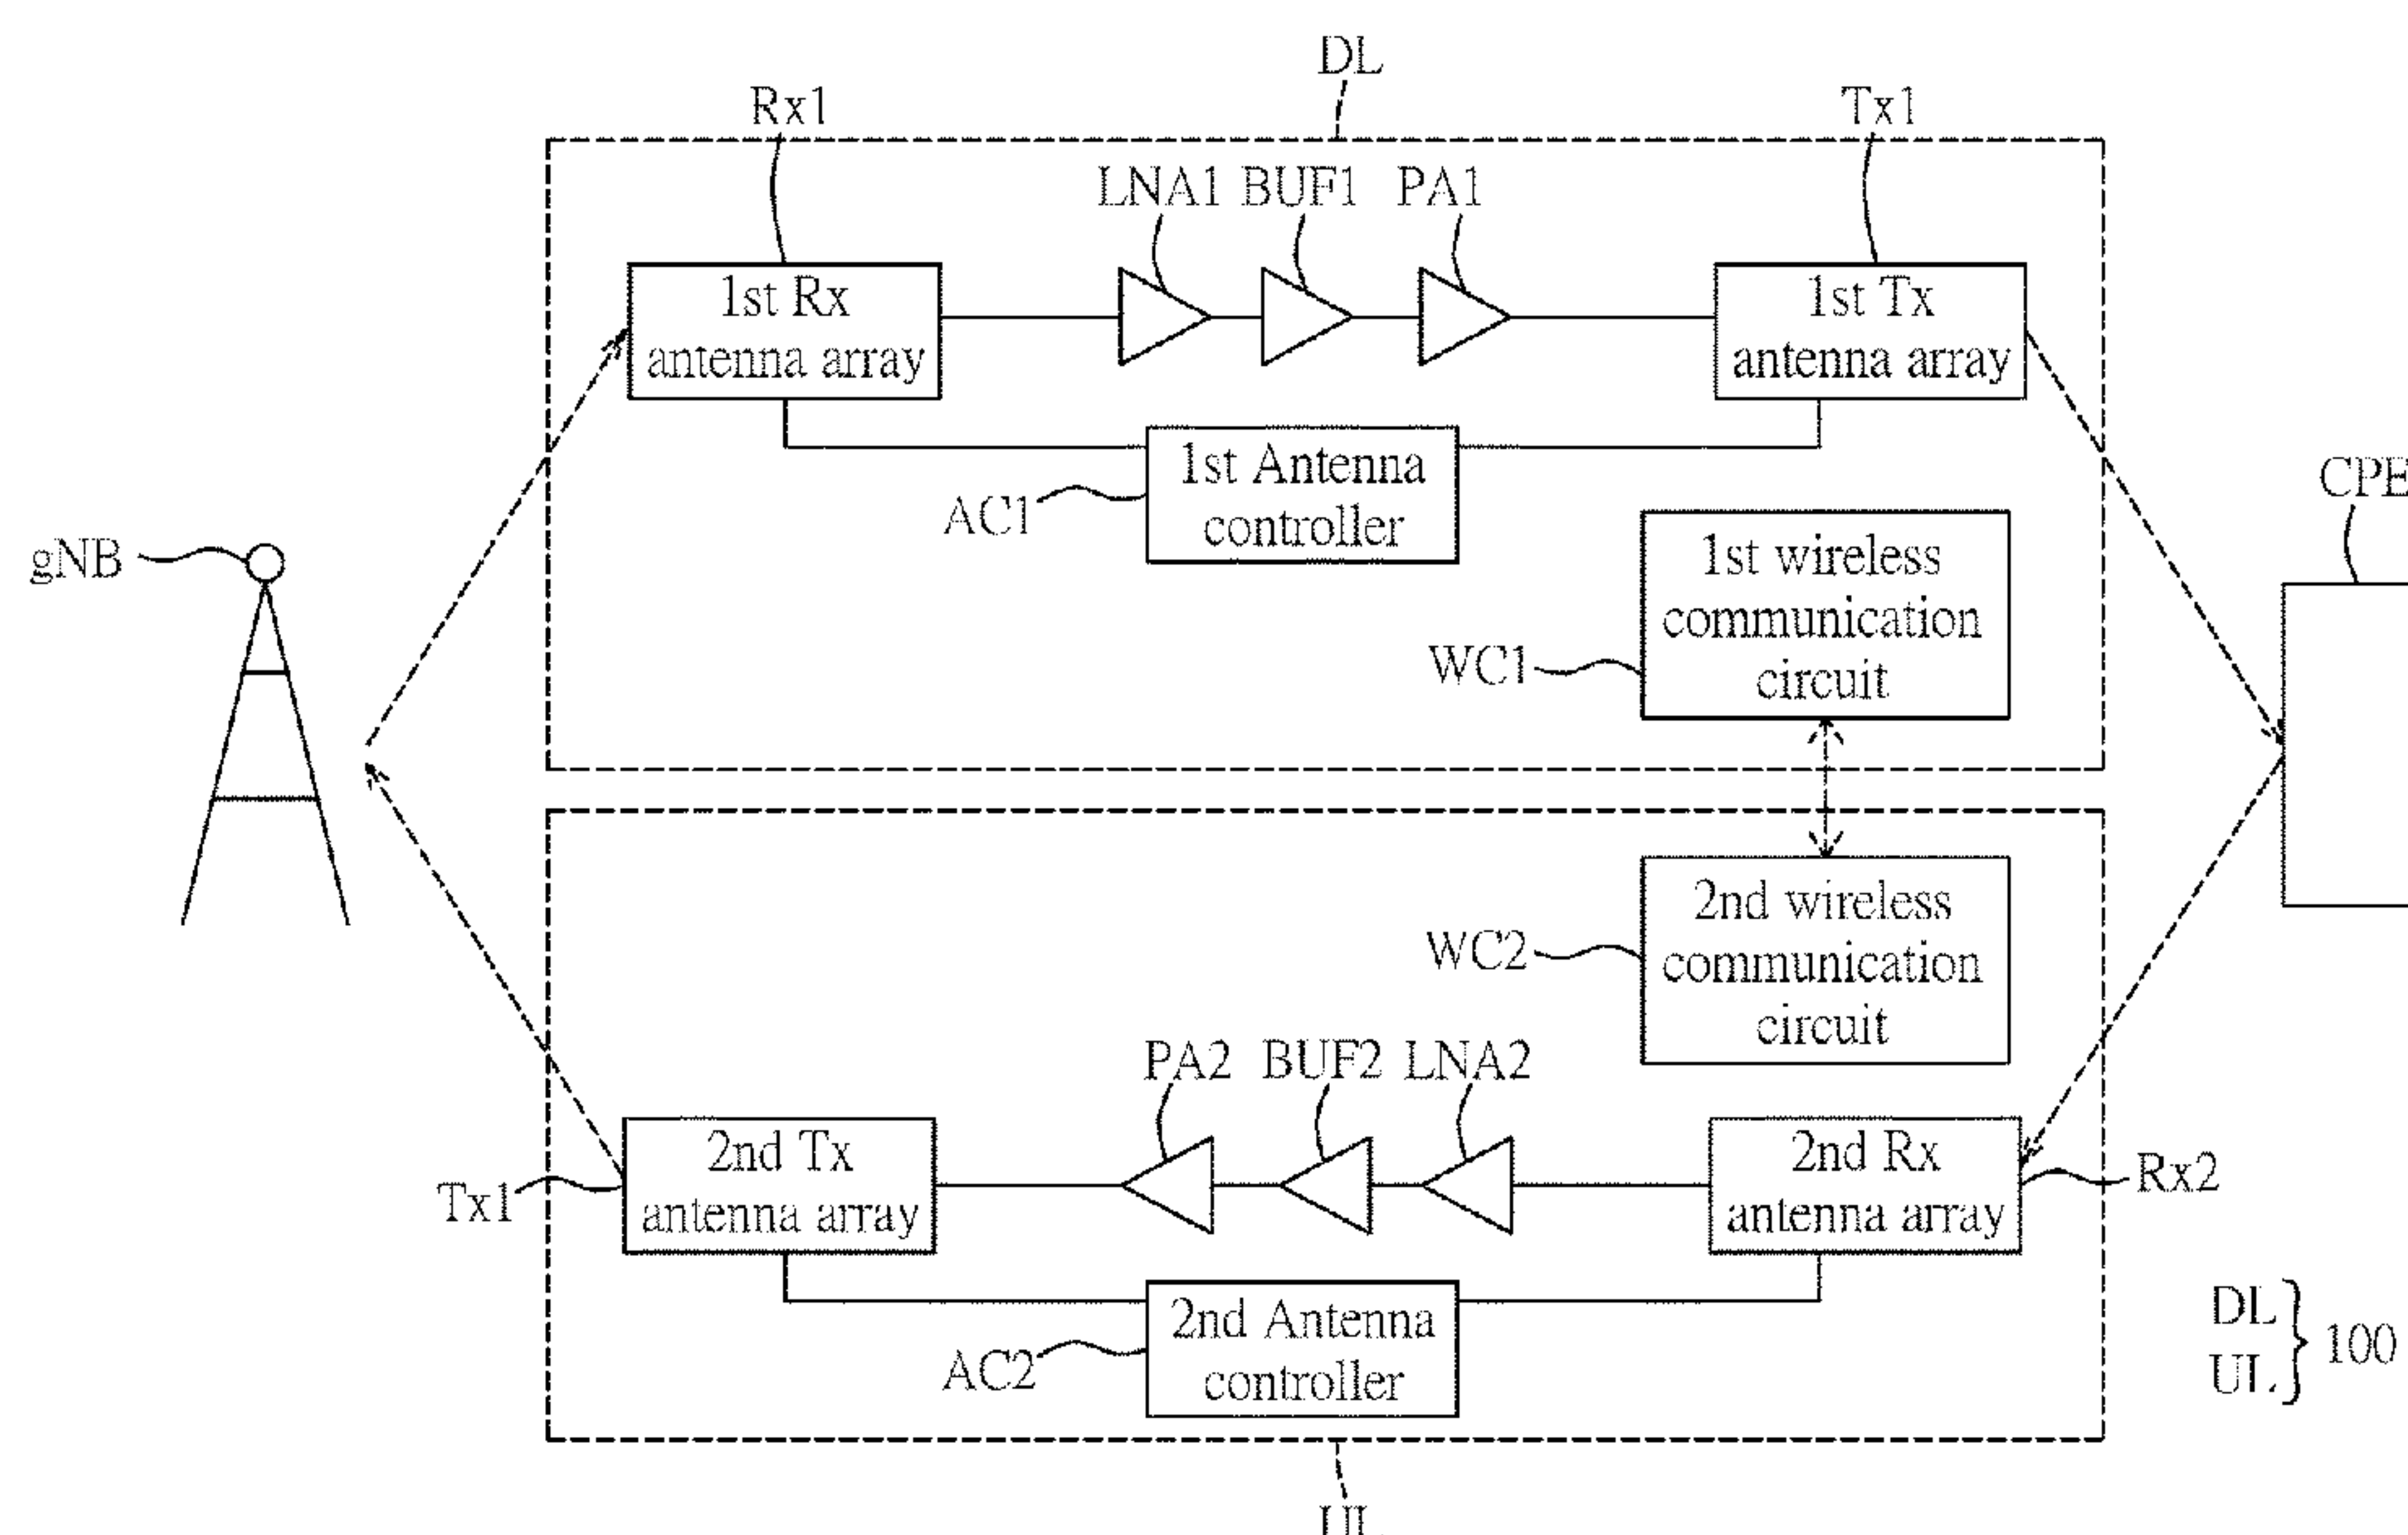 DL
Rx1
Tx1
LNA1 BUF1 PA1
1st Rx
antenna array
1st Tx
antenna array
AC1
1st Antenna
controller
CPE
gNB
1st wireless
communication
circuit
WC1
2nd wireless
communication
circuit
WC2
PA2 BUF2 LNA2
Tx1
2nd Tx
antenna array
2nd Rx
antenna array
Rx2
AC2
2nd Antenna
controller
DL
UL
100
UL